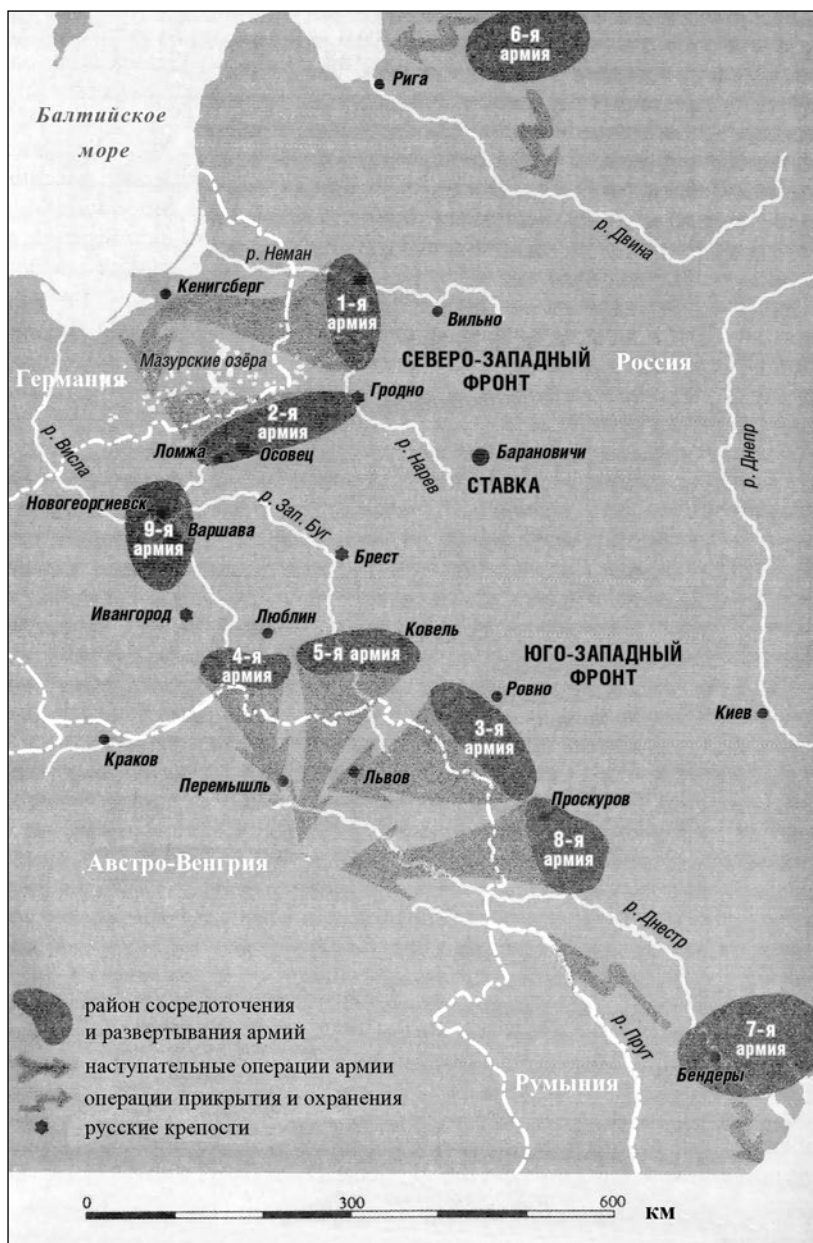 6-я
армия
Рига
Балтийское
море
р. Двина
р. Неман
Кенигсберг
1-я
армия
Вильно
СЕВЕРО-ЗАПАДНЫЙ
ФРОНТ
Россия
Мазурские озёра
Германия
Гродно
2-я
армия
р. Висла
Ломжа
Осовец
р. Нарев
Барановичи
СТАВКА
р. Днепр
Новогеоргиевск
9-я
армия
Варшава
р. Зап. Буг
Брест
Ивангород
Люблин
Ковель
4-я
армия
5-я армия
ЮГО-ЗАПАДНЫЙ
ФРОНТ
Ровно
Киев
3-я
армия
Краков
Перемышль
Львов
Проскуров
8-я
армия
Австро-Венгрия
р. Днестр
р. Прут
7-я
армия
Бендеры
Румыния
район сосредоточения
и развертывания армий
наступательные операции армии
операции прикрытия и охранения
русские крепости
0 300 600 км